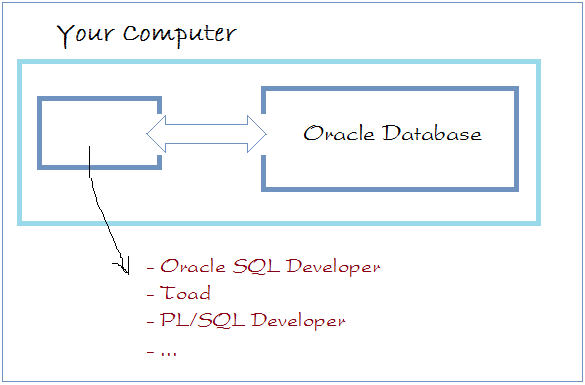 Your Computer
Oracle Database
- Oracle SQL Developer
- Toad
- PL/SQL Developer
- ...